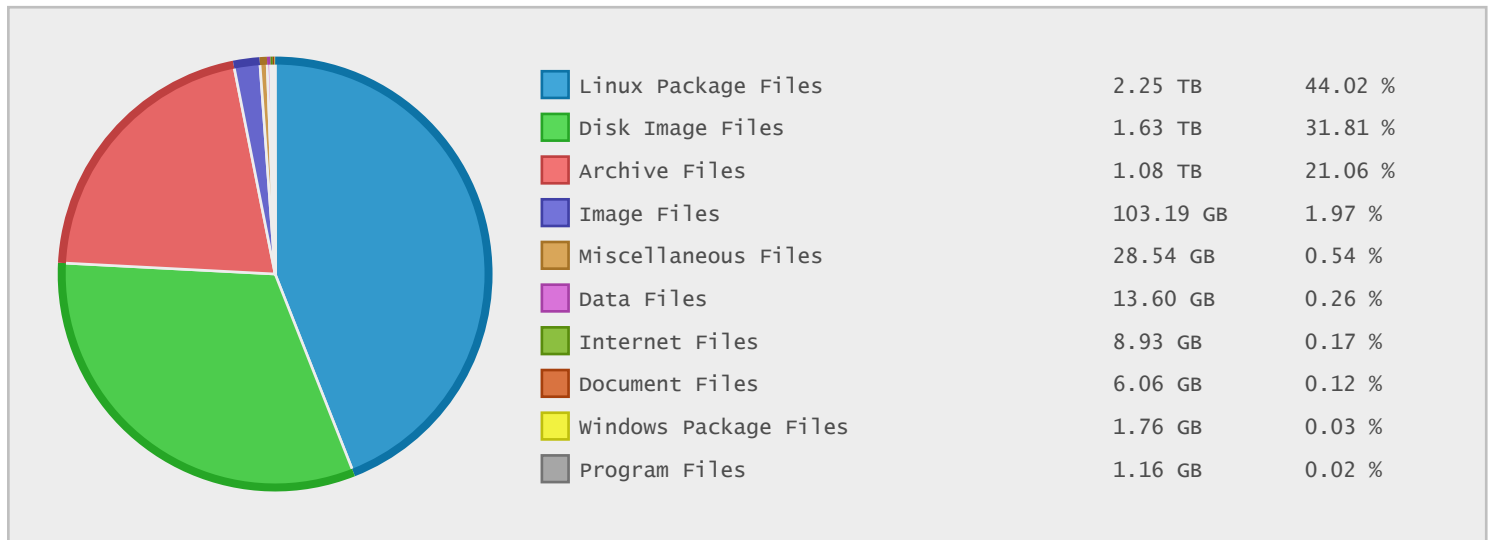 Linux Package Files 2.25 TB 44.02 %
Disk Image Files 1.63 TB 31.81 %
Archive Files 1.08 TB 21.06 %
Image Files 103.19 GB 1.97 %
Miscellaneous Files 28.54 GB 0.54 %
Data Files 13.60 GB 0.26 %
Internet Files 8.93 GB 0.17 %
Document Files 6.06 GB 0.12 %
Windows Package Files 1.76 GB 0.03 %
Program Files 1.16 GB 0.02 %